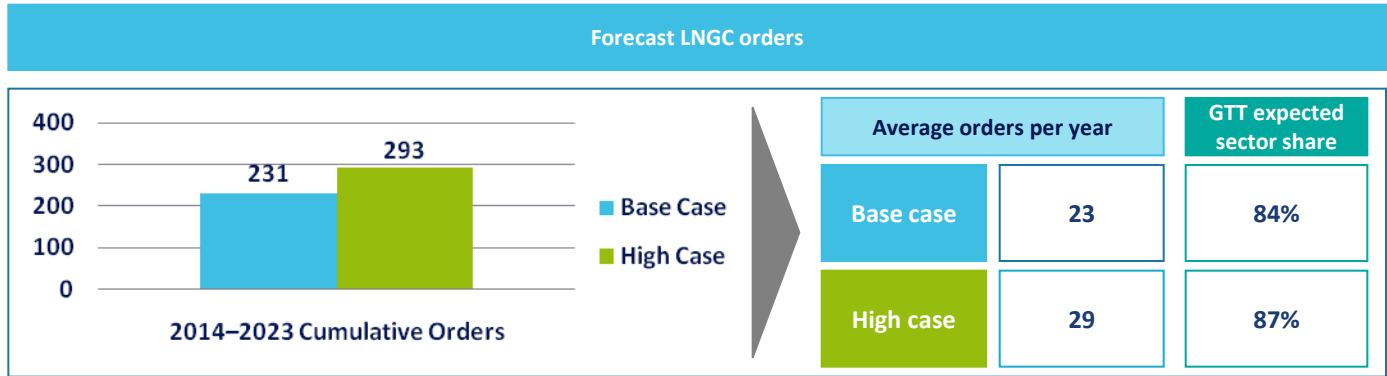 Forecast LNGC orders
400
300
200
100
0
231
293
2014–2023 Cumulative Orders
Base Case
High Case
Average orders per year
GTT expected
sector share
Base case
23
84%
High case
29
87%